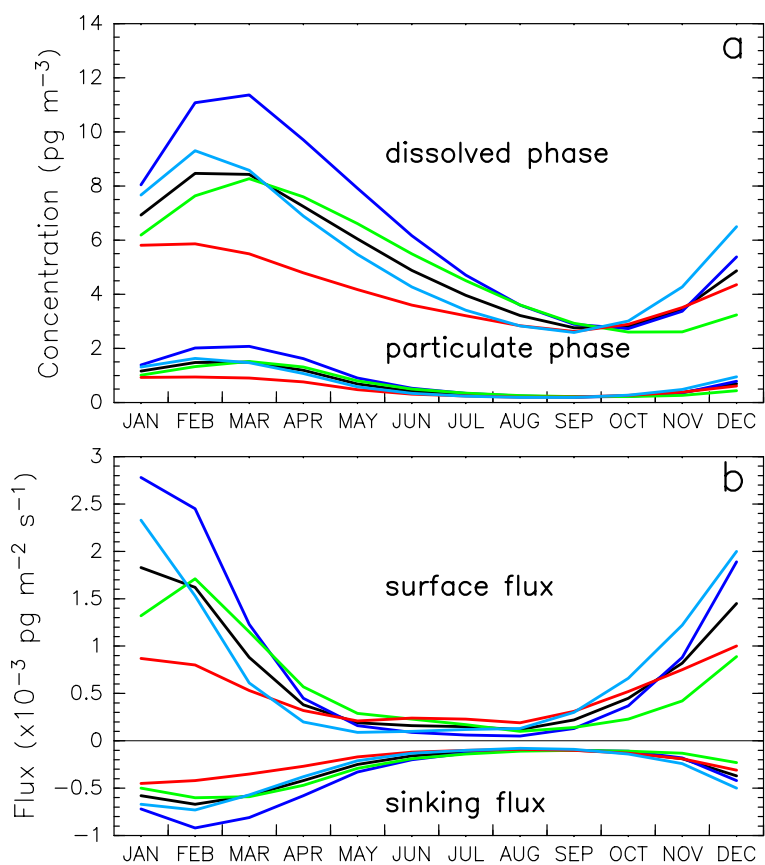 14
a
12
10
8
6
4
2
0
Concentration (pg m−3)
dissolved phase
particulate phase
JAN FEB MAR APR MAY JUN JUL AUG SEP OCT NOV DEC
3
b
2.5
2
1.5
1
0.5
0
−0.5
−1
Flux (x10−3 pg m−2 s−1)
surface flux
sinking flux
JAN FEB MAR APR MAY JUN JUL AUG SEP OCT NOV DEC